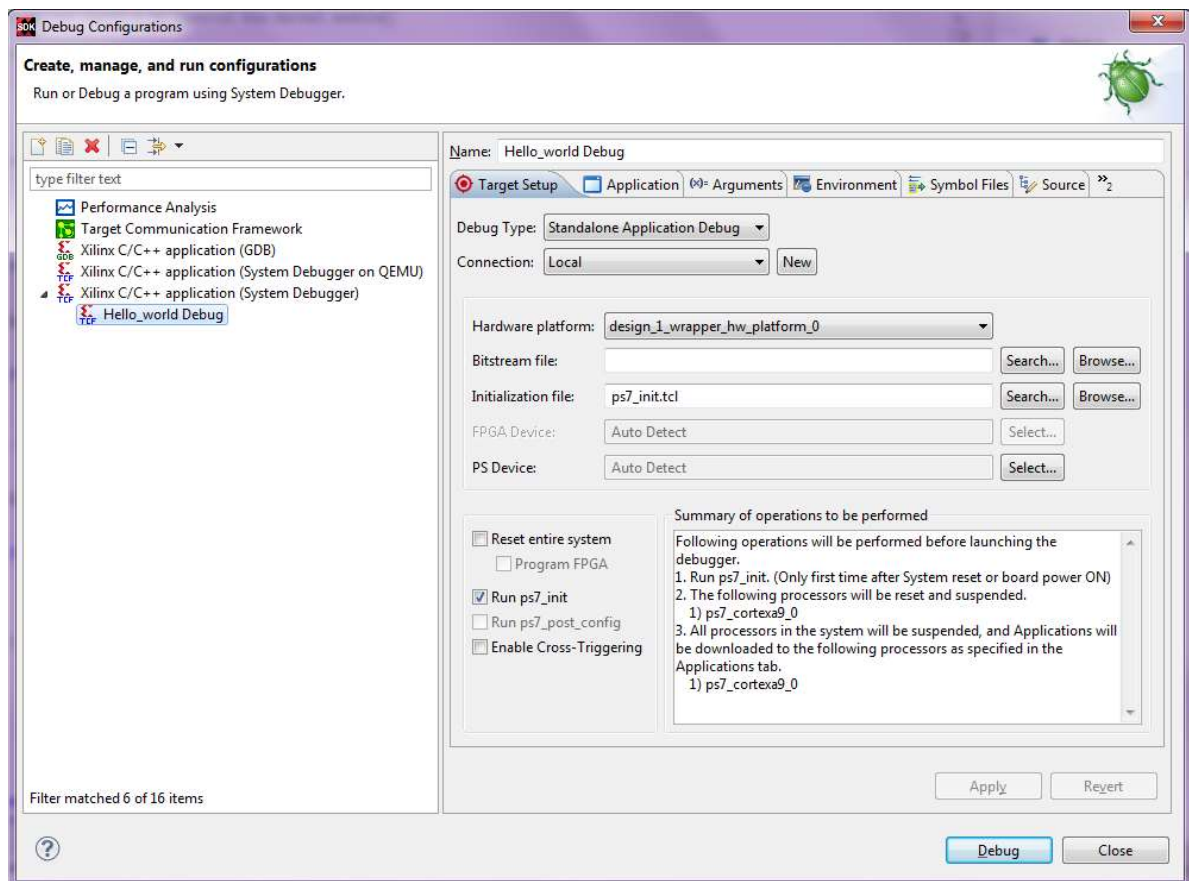 SDK Debug Configurations
Create, manage, and run configurations
Run or Debug a program using System Debugger.
type filter text
Performance Analysis
Target Communication Framework
GDB Xilinx C/C++ application (GDB)
TCF Xilinx C/C++ application (System Debugger on QEMU)
TCF Xilinx C/C++ application (System Debugger)
TCF Hello_world Debug
Filter matched 6 of 16 items
Name: Hello_world Debug
Target Setup Application (x)= Arguments Environment Symbol Files Source »2
Debug Type: Standalone Application Debug
Connection: Local New
Hardware platform: design_1_wrapper_hw_platform_0
Bitstream file: Search... Browse...
Initialization file: ps7_init.tcl Search... Browse...
FPGA Device: Auto Detect Select...
PS Device: Auto Detect Select...
Reset entire system
Program FPGA
Run ps7_init
Run ps7_post_config
Enable Cross-Triggering
Summary of operations to be performed
Following operations will be performed before launching the
debugger.
1. Run ps7_init. (Only first time after System reset or board power ON)
2. The following processors will be reset and suspended.
1) ps7_cortexa9_0
3. All processors in the system will be suspended, and Applications will
be downloaded to the following processors as specified in the
Applications tab.
1) ps7_cortexa9_0
Apply Revert
? Debug Close